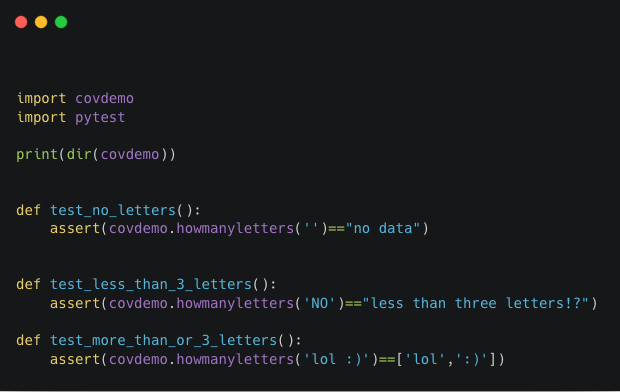 import covdemo
import pytest
print(dir(covdemo))
def test_no_letters():
    assert(covdemo.howmanyletters('')=="no data")
def test_less_than_3_letters():
    assert(covdemo.howmanyletters('NO')=="less than three letters!?")
def test_more_than_or_3_letters():
    assert(covdemo.howmanyletters('lol :)')==['lol',':)'])